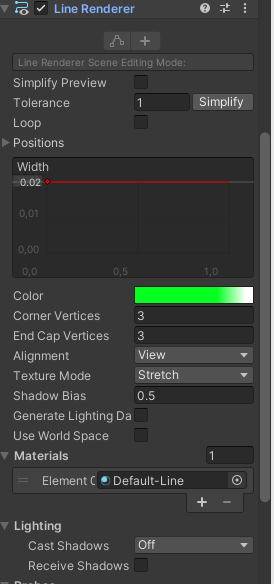 Line Renderer
Line Renderer Scene Editing Mode:
Simplify Preview
Tolerance 1 Simplify
Loop
Positions
Width
0.02
0,01
0,00
0,0 0,5 1,0
Color
Corner Vertices 3
End Cap Vertices 3
Alignment View
Texture Mode Stretch
Shadow Bias 0.5
Generate Lighting Da
Use World Space
Materials 1
Element 0 Default-Line
Lighting
Cast Shadows Off
Receive Shadows